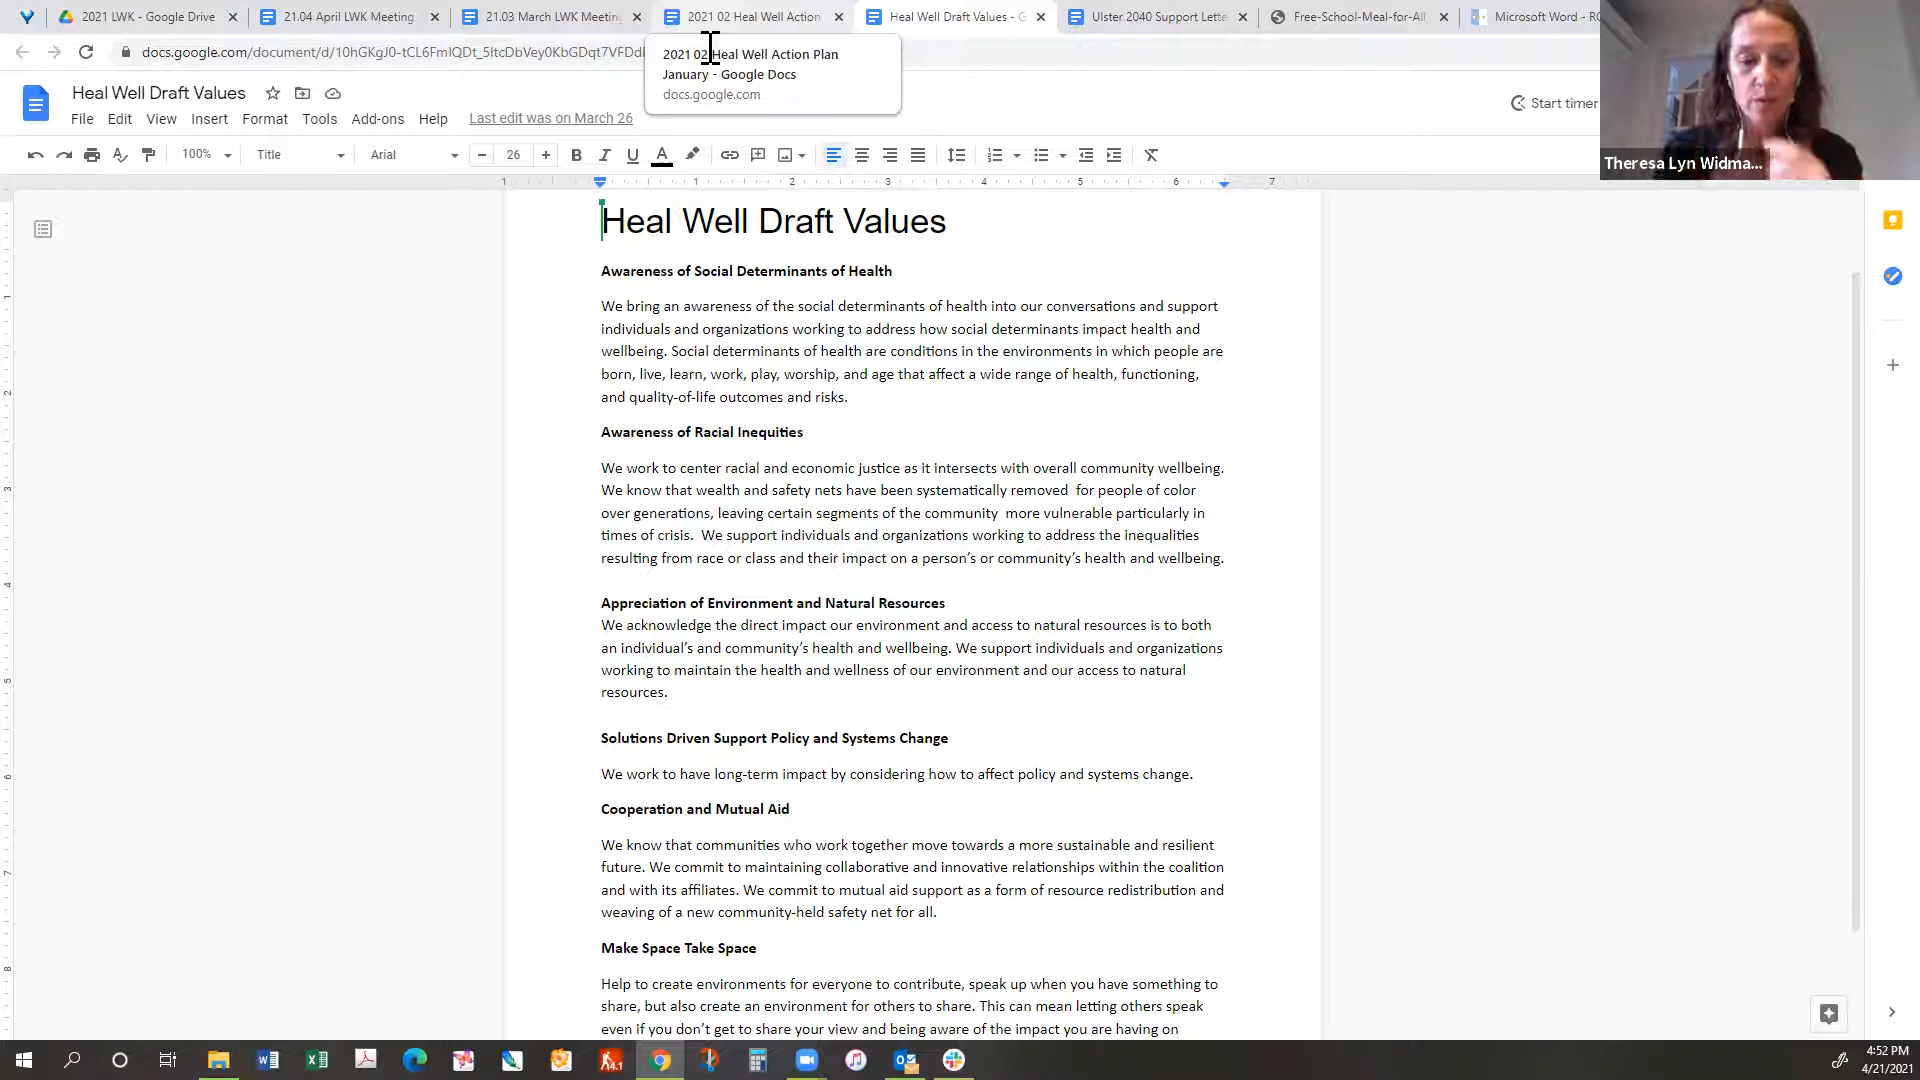 2021 LWK - Google Drive
21.04 April LWK Meeting
21.03 March LWK Meetin
2021 02 Heal Well Action
Heal Well Draft Values - G
Ulster 2040 Support Lette
Free-School-Meal-for-All
Microsoft Word - RO
docs.google.com/document/d/10hGKgJ0-tCL6FmIQDt_5ItcDbVey0KbGDqt7VFDdl
2021 02 Heal Well Action Plan
January - Google Docs
docs.google.com
Heal Well Draft Values
Start timer
File Edit View Insert Format Tools Add-ons Help Last edit was on March 26
100% Title Arial 26
Theresa Lyn Widma...
1 1 2 3 4 5 6 7
Heal Well Draft Values
Awareness of Social Determinants of Health
We bring an awareness of the social determinants of health into our conversations and support
individuals and organizations working to address how social determinants impact health and
wellbeing. Social determinants of health are conditions in the environments in which people are
born, live, learn, work, play, worship, and age that affect a wide range of health, functioning,
and quality-of-life outcomes and risks.
Awareness of Racial Inequities
We work to center racial and economic justice as it intersects with overall community wellbeing.
We know that wealth and safety nets have been systematically removed  for people of color
over generations, leaving certain segments of the community  more vulnerable particularly in
times of crisis.  We support individuals and organizations working to address the inequalities
resulting from race or class and their impact on a person’s or community’s health and wellbeing.
Appreciation of Environment and Natural Resources
We acknowledge the direct impact our environment and access to natural resources is to both
an individual’s and community’s health and wellbeing. We support individuals and organizations
working to maintain the health and wellness of our environment and our access to natural
resources.
Solutions Driven Support Policy and Systems Change
We work to have long-term impact by considering how to affect policy and systems change.
Cooperation and Mutual Aid
We know that communities who work together move towards a more sustainable and resilient
future. We commit to maintaining collaborative and innovative relationships within the coalition
and with its affiliates. We commit to mutual aid support as a form of resource redistribution and
weaving of a new community-held safety net for all.
Make Space Take Space
Help to create environments for everyone to contribute, speak up when you have something to
share, but also create an environment for others to share. This can mean letting others speak
even if you don’t get to share your view and being aware of the impact you are having on
4:52 PM
4/21/2021